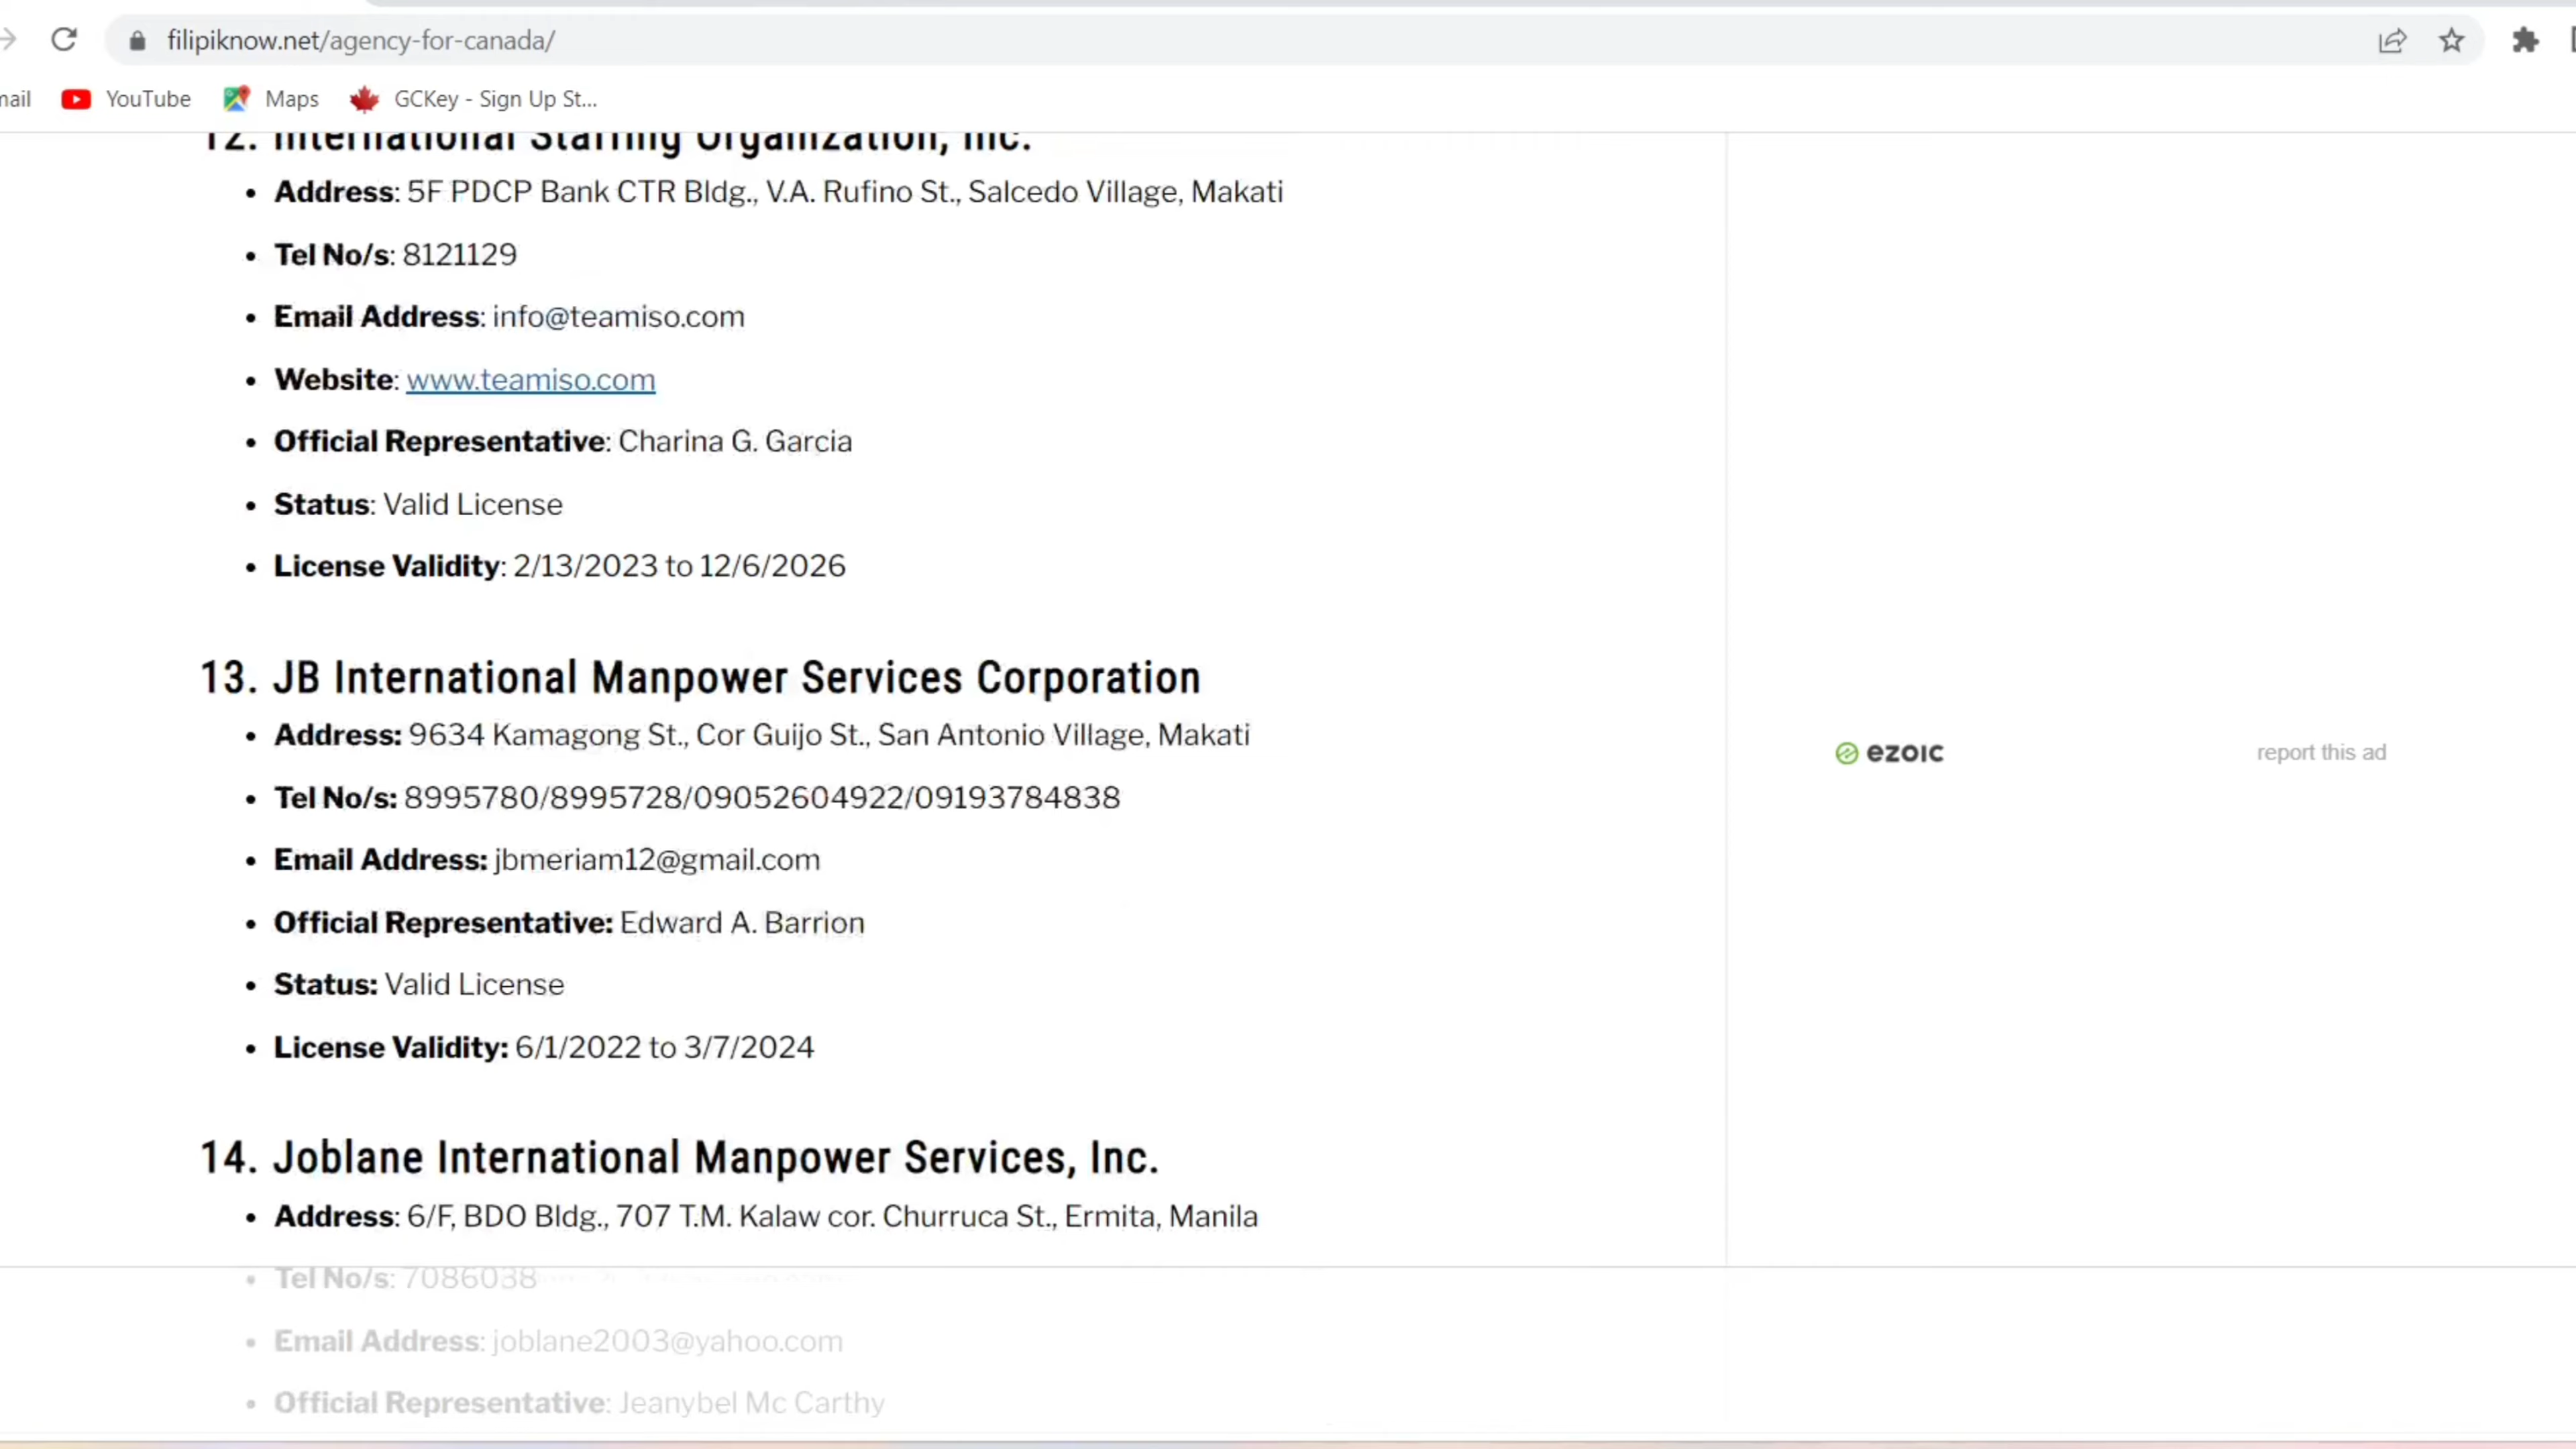 filipiknow.net/agency-for-canada/
mail YouTube Maps GCKey - Sign Up St...
12. International Staffing Organization, Inc.
• Address: 5F PDCP Bank CTR Bldg., V.A. Rufino St., Salcedo Village, Makati
• Tel No/s: 8121129
• Email Address: info@teamiso.com
• Website: www.teamiso.com
• Official Representative: Charina G. Garcia
• Status: Valid License
• License Validity: 2/13/2023 to 12/6/2026
13. JB International Manpower Services Corporation
• Address: 9634 Kamagong St., Cor Guijo St., San Antonio Village, Makati
• Tel No/s: 8995780/8995728/09052604922/09193784838
ezoic report this ad
• Email Address: jbmeriam12@gmail.com
• Official Representative: Edward A. Barrion
• Status: Valid License
• License Validity: 6/1/2022 to 3/7/2024
14. Joblane International Manpower Services, Inc.
• Address: 6/F, BDO Bldg., 707 T.M. Kalaw cor. Churruca St., Ermita, Manila
• Tel No/s: 7086038
• Email Address: joblane2003@yahoo.com
• Official Representative: Jeanybel Mc Carthy